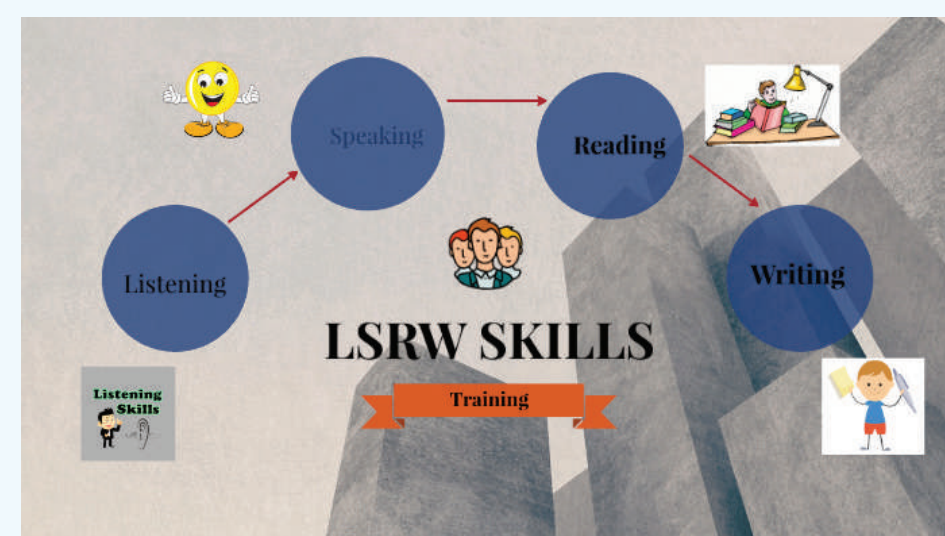 Speaking
Reading
Listening
Writing
LSRW SKILLS
Training
Listening
Skills